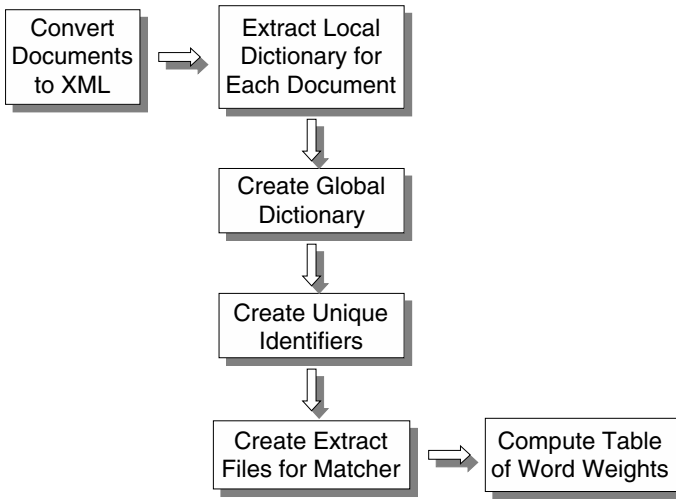 Convert
Documents
to XML
Extract Local
Dictionary for
Each Document
Create Global
Dictionary
Create Unique
Identifiers
Create Extract
Files for Matcher
Compute Table
of Word Weights